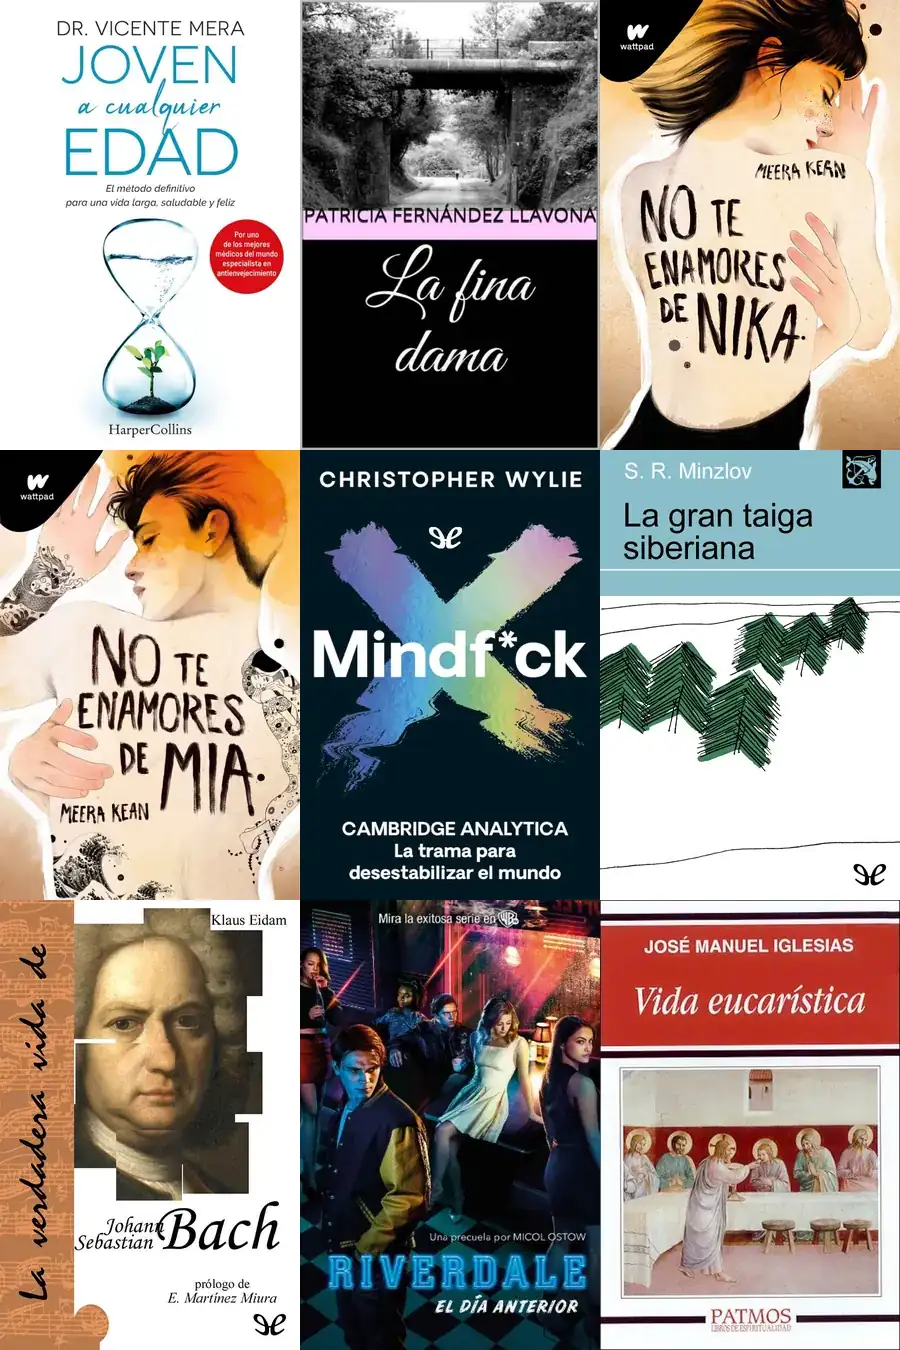 DR. VICENTE MERA
JOVEN
a cualquier
EDAD
El método definitivo
para una vida larga, saludable y feliz
Por uno
de los mejores
médicos del mundo
especialista en
antienvejecimiento
HarperCollins
PATRICIA FERNÁNDEZ LLAVONA
La fina
dama
wattpad
MEERA KEAN
NO TE
ENAMORES
DE NIKA
wattpad
NO TE
ENAMORES
DE MIA
MEERA KEAN
CHRISTOPHER WYLIE
Mindf*ck
CAMBRIDGE ANALYTICA
La trama para
desestabilizar el mundo
S. R. Minzlov
La gran taiga
siberiana
La verdadera vida de
Klaus Eidam
Johann
Sebastian Bach
prólogo de
E. Martínez Miura
Mira la exitosa serie en WB
Una precuela por MICOL OSTOW
RIVERDALE
EL DÍA ANTERIOR
JOSÉ MANUEL IGLESIAS
Vida eucarística
PATMOS
LIBROS DE ESPIRITUALIDAD